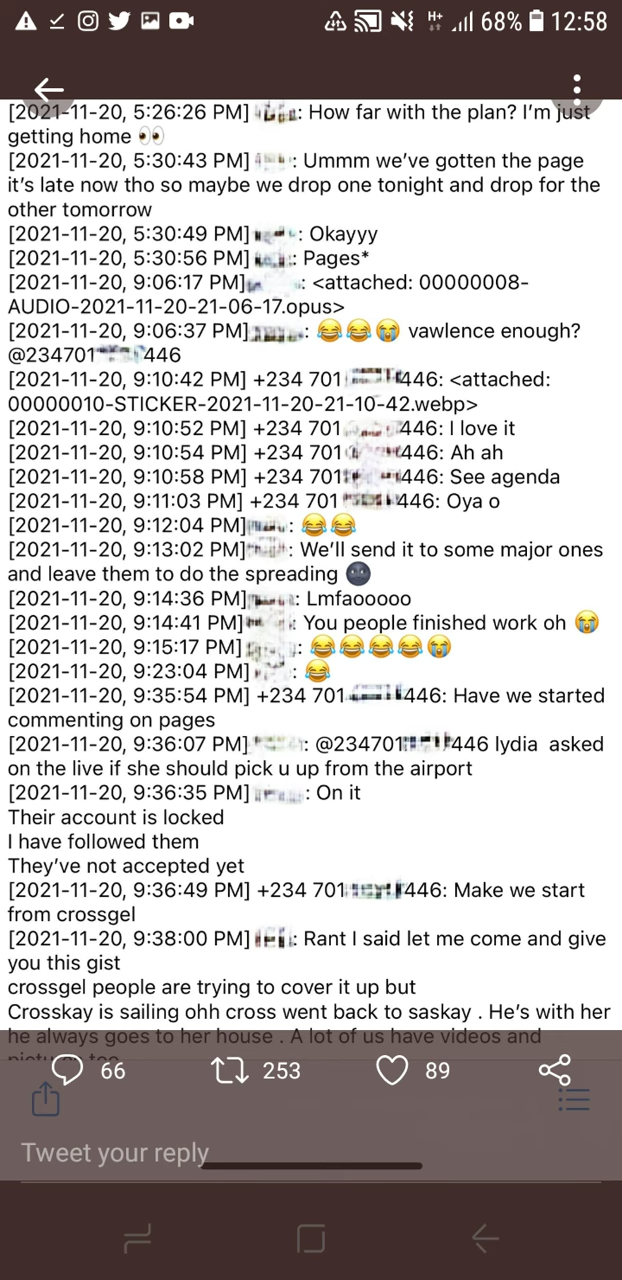 H+ 68% 12:58
[2021-11-20, 5:26:26 PM] : How far with the plan? I'm just
getting home 👀
[2021-11-20, 5:30:43 PM] : Ummm we've gotten the page
it's late now tho so maybe we drop one tonight and drop for the
other tomorrow
[2021-11-20, 5:30:49 PM] : Okayyy
[2021-11-20, 5:30:56 PM] : Pages*
[2021-11-20, 9:06:17 PM] : <attached: 00000008-
AUDIO-2021-11-20-21-06-17.opus>
[2021-11-20, 9:06:37 PM] : 😂😂😭 vawlence enough?
@234701 446
[2021-11-20, 9:10:42 PM] +234 701 446: <attached:
00000010-STICKER-2021-11-20-21-10-42.webp>
[2021-11-20, 9:10:52 PM] +234 701 446: I love it
[2021-11-20, 9:10:54 PM] +234 701 446: Ah ah
[2021-11-20, 9:10:58 PM] +234 701 446: See agenda
[2021-11-20, 9:11:03 PM] +234 701 446: Oya o
[2021-11-20, 9:12:04 PM] : 😂😂
[2021-11-20, 9:13:02 PM] : We'll send it to some major ones
and leave them to do the spreading 🌚
[2021-11-20, 9:14:36 PM] : Lmfaooooo
[2021-11-20, 9:14:41 PM] : You people finished work oh 😭
[2021-11-20, 9:15:17 PM] : 😂😂😂😂😭
[2021-11-20, 9:23:04 PM] : 😂
[2021-11-20, 9:35:54 PM] +234 701 446: Have we started
commenting on pages
[2021-11-20, 9:36:07 PM] : @234701 446 lydia asked
on the live if she should pick u up from the airport
[2021-11-20, 9:36:35 PM] : On it
Their account is locked
I have followed them
They've not accepted yet
[2021-11-20, 9:36:49 PM] +234 701 446: Make we start
from crossgel
[2021-11-20, 9:38:00 PM] : Rant I said let me come and give
you this gist
crossgel people are trying to cover it up but
Crosskay is sailing ohh cross went back to saskay . He's with her
he always goes to her house . A lot of us have videos and
66 253 89
Tweet your reply